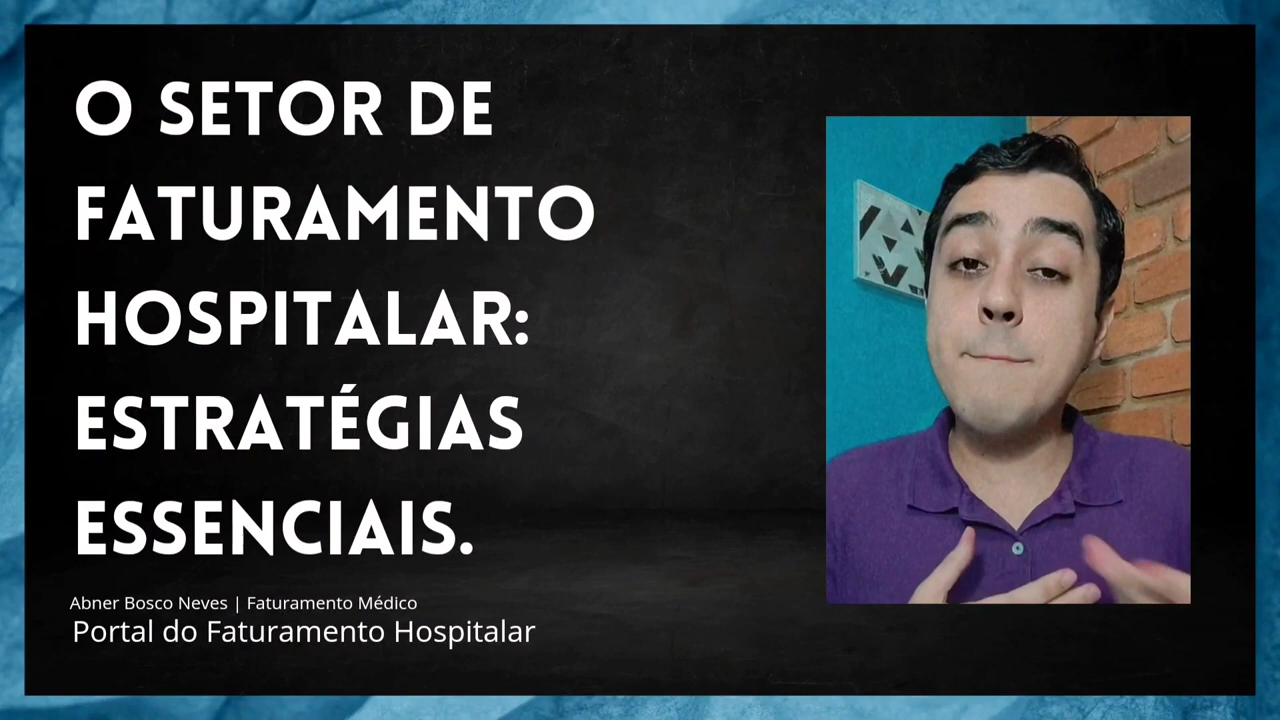 O SETOR DE
FATURAMENTO
HOSPITALAR:
ESTRATÉGIAS
ESSENCIAIS.
Abner Bosco Neves | Faturamento Médico
Portal do Faturamento Hospitalar